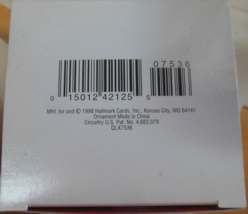 07536
0 15012 42125 5
Mfd. for and © 1998 Hallmark Cards, Inc., Kansas City, MO 64141
Ornament Made in China
Circuitry U.S. Pat. No. 4,682,079
QLX7536